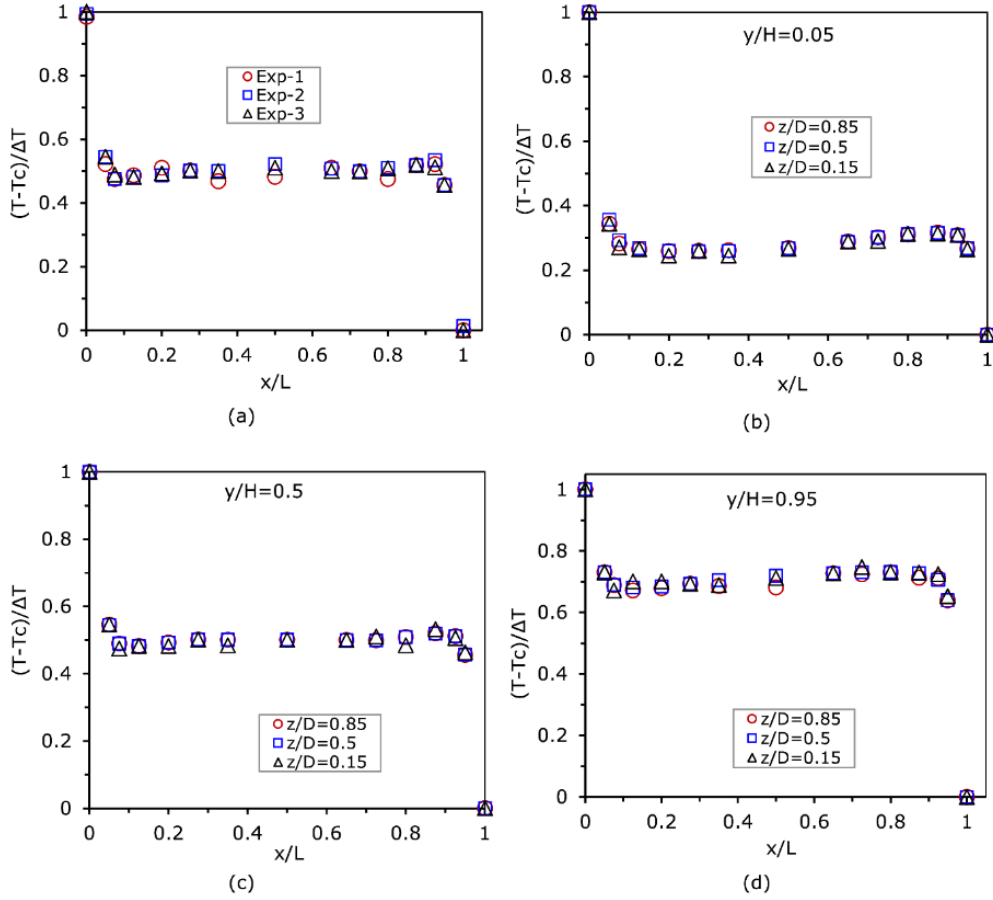 1
0.8
0.6
0.4
0.2
0
(T-Tc)/ΔT
Exp-1
Exp-2
Exp-3
0 0.2 0.4 0.6 0.8 1
x/L
(a)
1
0.8
0.6
0.4
0.2
0
(T-Tc)/ΔT
y/H=0.05
z/D=0.85
z/D=0.5
z/D=0.15
0 0.2 0.4 0.6 0.8 1
x/L
(b)
1
0.8
0.6
0.4
0.2
0
(T-Tc)/ΔT
y/H=0.5
z/D=0.85
z/D=0.5
z/D=0.15
0 0.2 0.4 0.6 0.8 1
x/L
(c)
1
0.8
0.6
0.4
0.2
0
(T-Tc)/ΔT
y/H=0.95
z/D=0.85
z/D=0.5
z/D=0.15
0 0.2 0.4 0.6 0.8 1
x/L
(d)